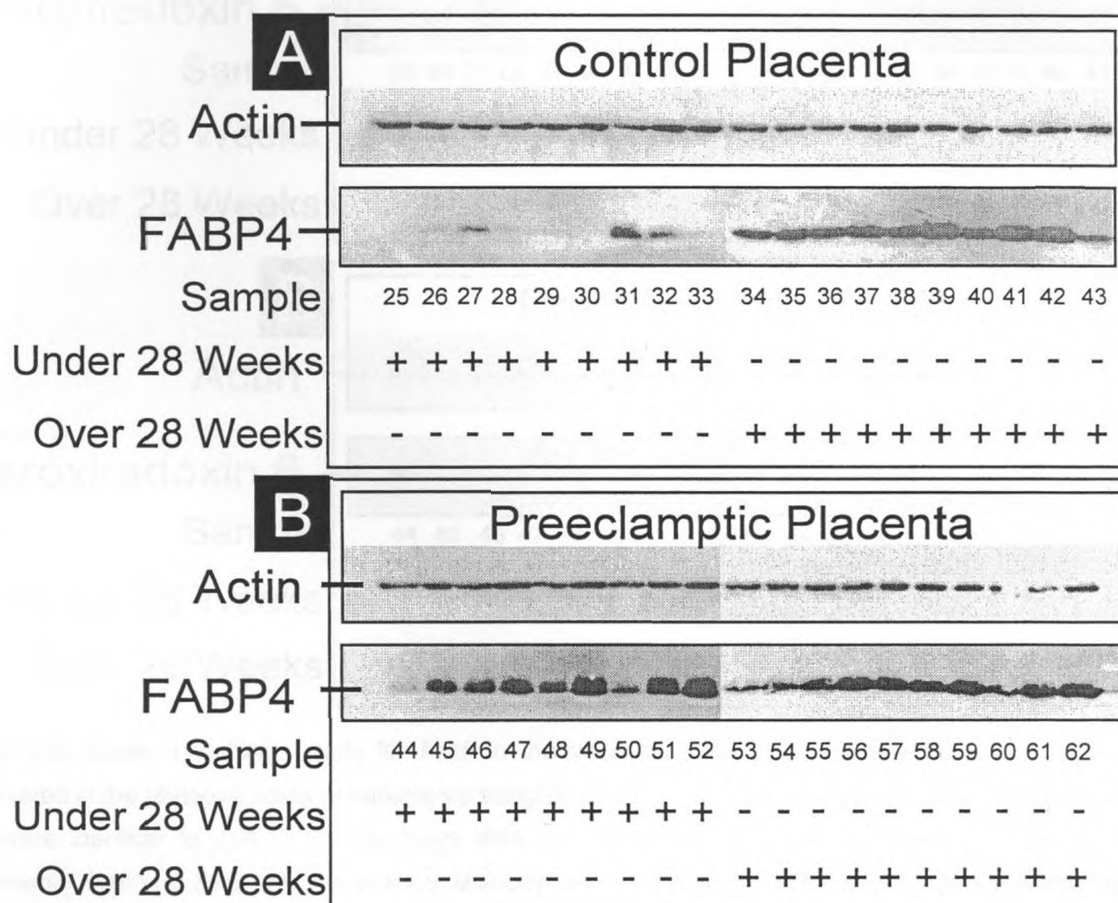 A Control Placenta
Actin
FABP4
Sample 25 26 27 28 29 30 31 32 33 34 35 36 37 38 39 40 41 42 43
Under 28 Weeks + + + + + + + + + - - - - - - - - - -
Over 28 Weeks - - - - - - - - - + + + + + + + + + +
B Preeclamptic Placenta
Actin
FABP4
Sample 44 45 46 47 48 49 50 51 52 53 54 55 56 57 58 59 60 61 62
Under 28 Weeks + + + + + + + + + - - - - - - - - - -
Over 28 Weeks - - - - - - - - - + + + + + + + + + +